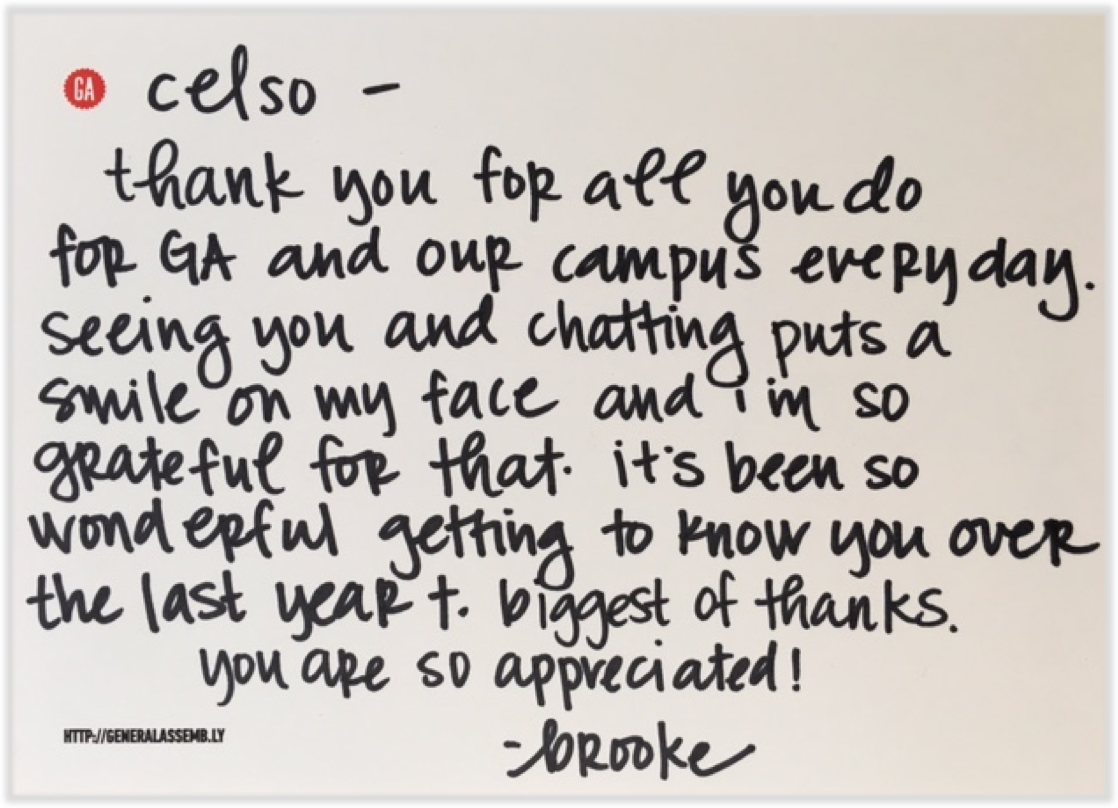 GA celso -
thank you for all you do
for GA and our campus everyday.
seeing you and chatting puts a
smile on my face and i'm so
grateful for that. it's been so
wonderful getting to know you over
the last year +. biggest of thanks.
you are so appreciated!
HTTP://GENERALASSEMB.LY
-brooke